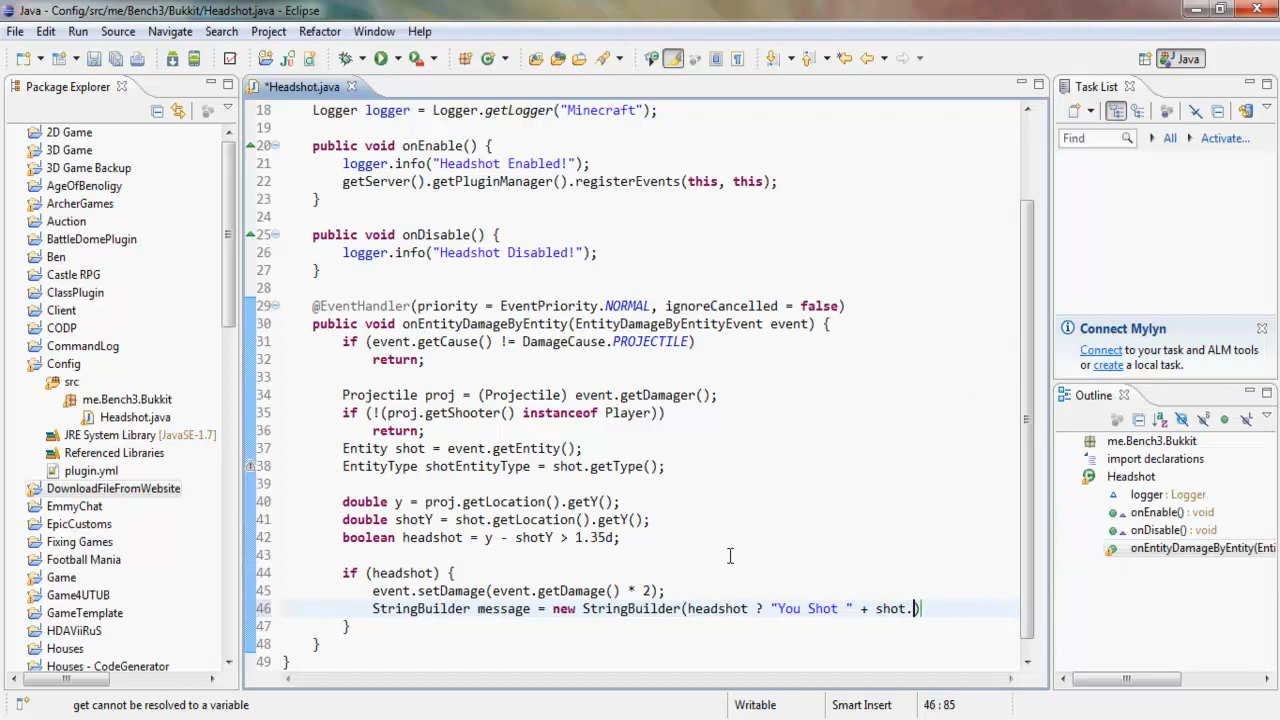 Java - Config/src/me/Bench3/Bukkit/Headshot.java - Eclipse
File Edit Run Source Navigate Search Project Refactor Window Help
Java
Package Explorer
2D Game
3D Game
3D Game Backup
AgeOfBenoligy
ArcherGames
Auction
BattleDomePlugin
Ben
Castle RPG
ClassPlugin
Client
CODP
CommandLog
Config
src
me.Bench3.Bukkit
Headshot.java
JRE System Library [JavaSE-1.7]
Referenced Libraries
plugin.yml
DownloadFileFromWebsite
EmmyChat
EpicCustoms
Fixing Games
Football Mania
Game
Game4UTUB
GameTemplate
HDAViiRuS
Houses
Houses - CodeGenerator
*Headshot.java
18 Logger logger = Logger.getLogger("Minecraft");
19
20 public void onEnable() {
21 logger.info("Headshot Enabled!");
22 getServer().getPluginManager().registerEvents(this, this);
23 }
24
25 public void onDisable() {
26 logger.info("Headshot Disabled!");
27 }
28
29 @EventHandler(priority = EventPriority.NORMAL, ignoreCancelled = false)
30 public void onEntityDamageByEntity(EntityDamageByEntityEvent event) {
31 if (event.getCause() != DamageCause.PROJECTILE)
32 return;
33
34 Projectile proj = (Projectile) event.getDamager();
35 if (!(proj.getShooter() instanceof Player))
36 return;
37 Entity shot = event.getEntity();
38 EntityType shotEntityType = shot.getType();
39
40 double y = proj.getLocation().getY();
41 double shotY = shot.getLocation().getY();
42 boolean headshot = y - shotY > 1.35d;
43
44 if (headshot) {
45 event.setDamage(event.getDamage() * 2);
46 StringBuilder message = new StringBuilder(headshot ? "You Shot " + shot.)
47 }
48 }
49 }
Task List
Find All Activate...
Connect Mylyn
Connect to your task and ALM tools
or create a local task.
Outline
me.Bench3.Bukkit
import declarations
Headshot
logger : Logger
onEnable() : void
onDisable() : void
onEntityDamageByEntity(Enti
get cannot be resolved to a variable
Writable
Smart Insert
46 : 85